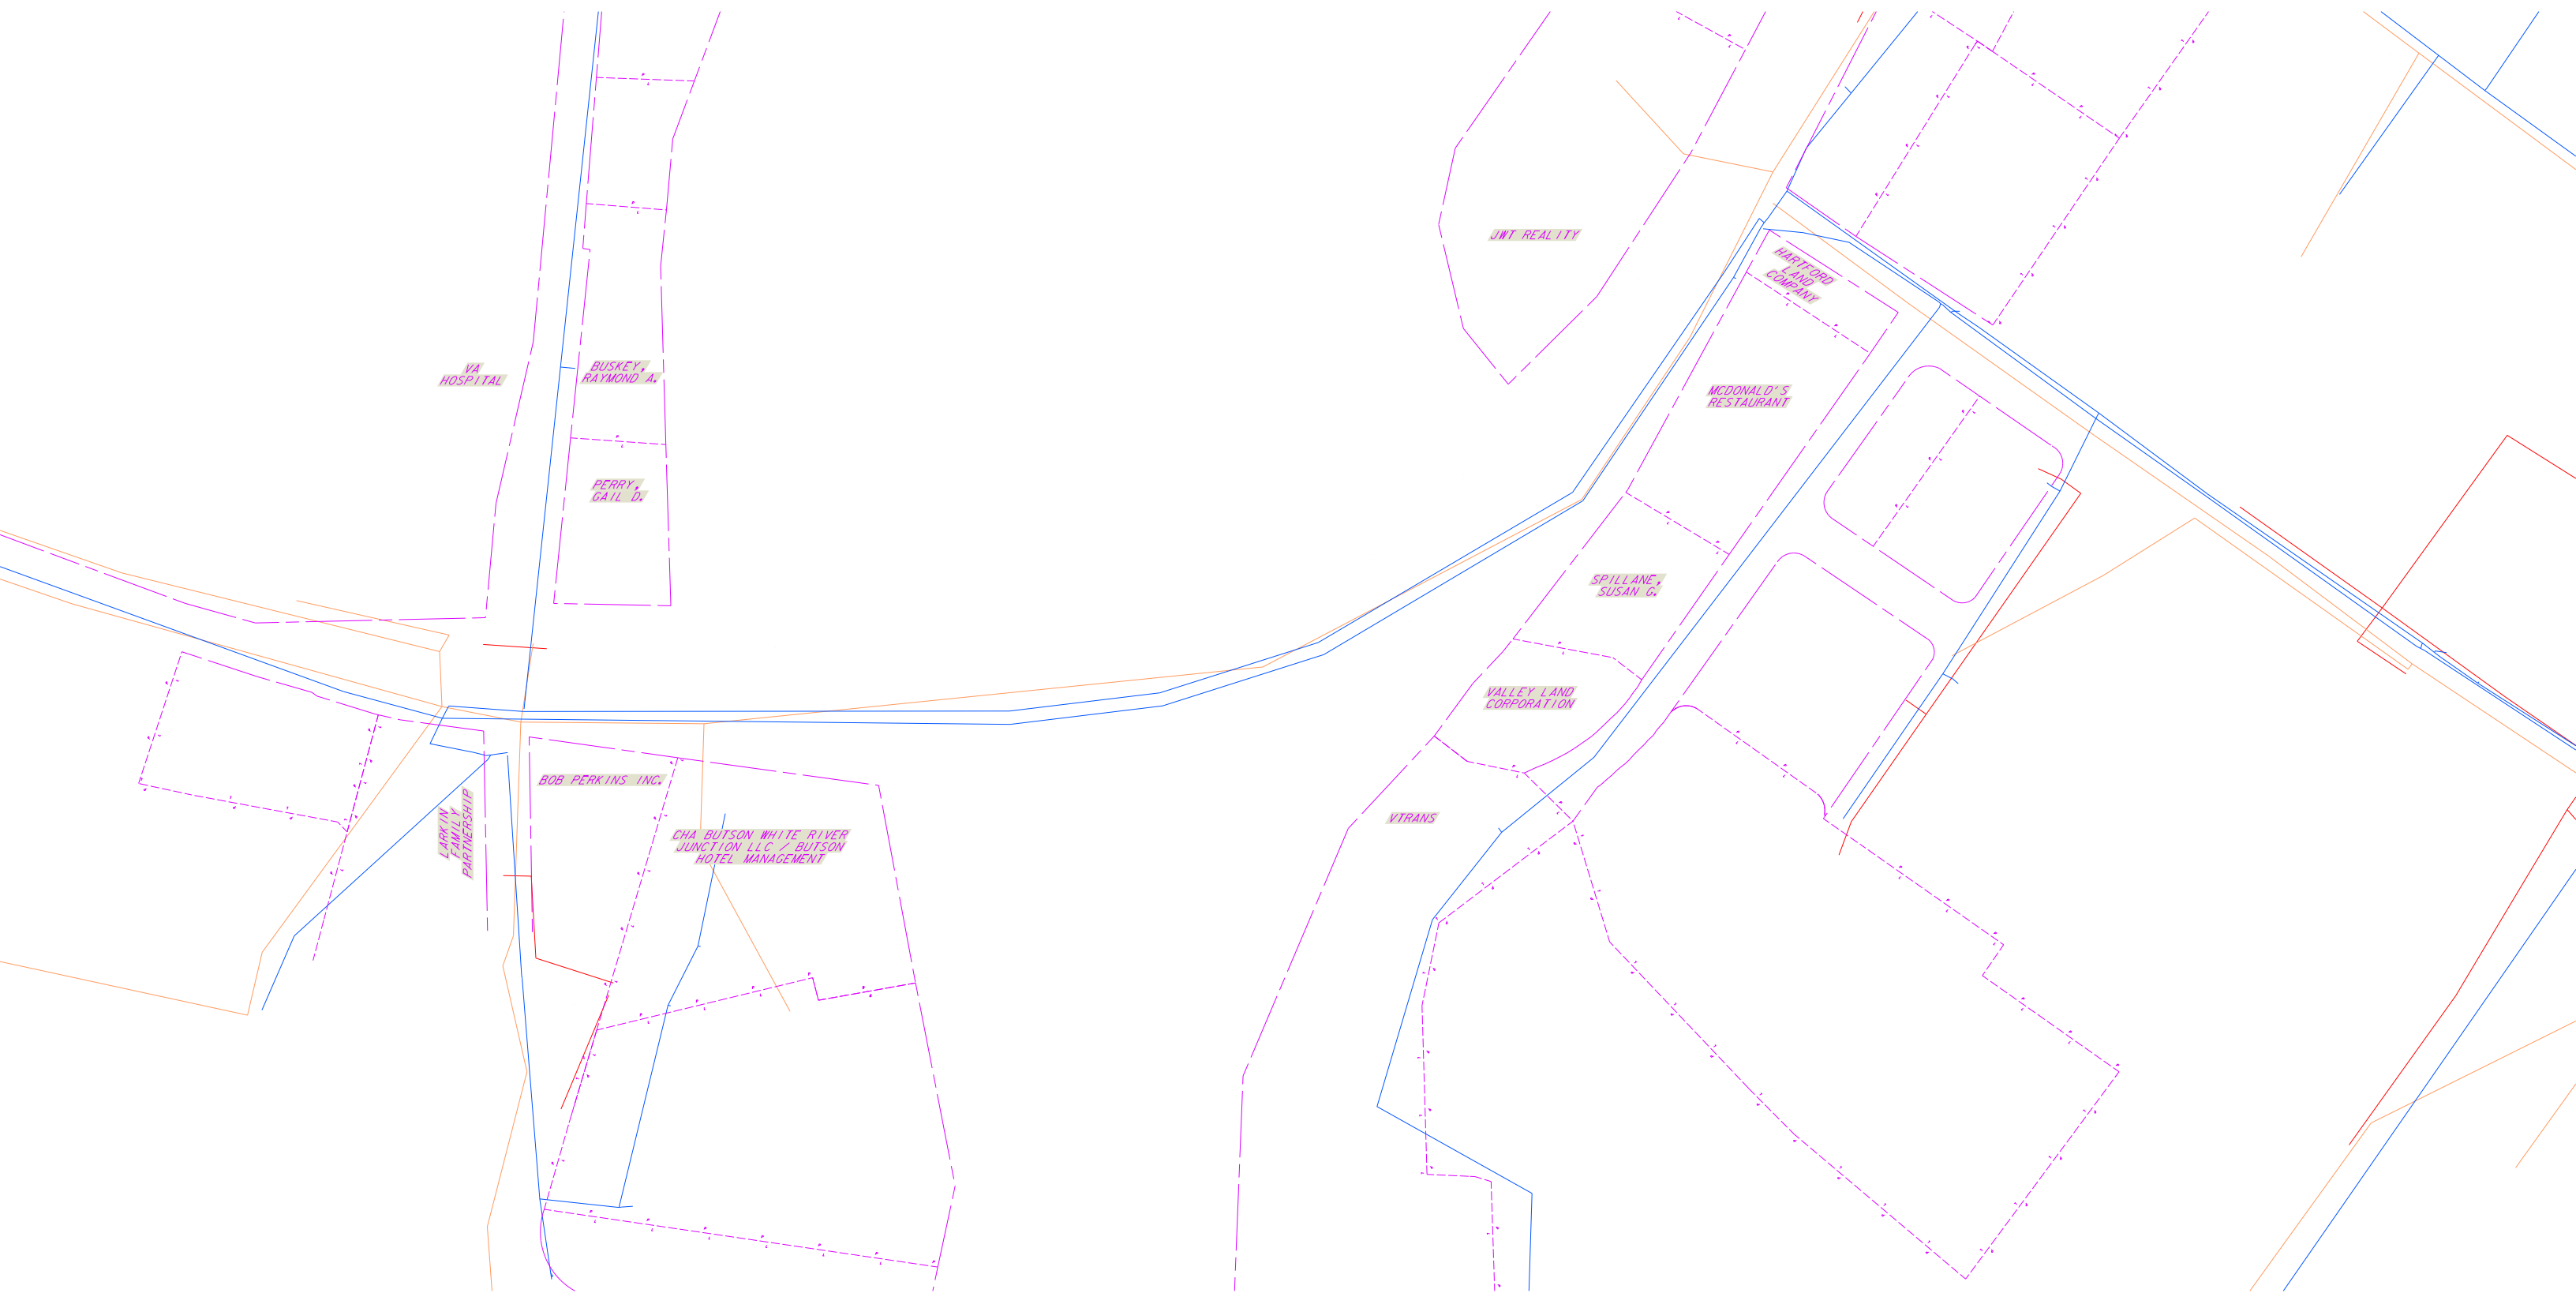 JWT REALITY
HARTFORD
LAND
COMPANY
VA
HOSPITAL
BUSKEY,
RAYMOND A.
MCDONALD'S
RESTAURANT
PERRY,
GAIL D.
SPILLANE,
SUSAN G.
VALLEY LAND
CORPORATION
BOB PERKINS INC.
LARKIN
FAMILY
PARTNERSHIP
CHA BUTSON WHITE RIVER
JUNCTION LLC / BUTSON
HOTEL MANAGEMENT
VTRANS